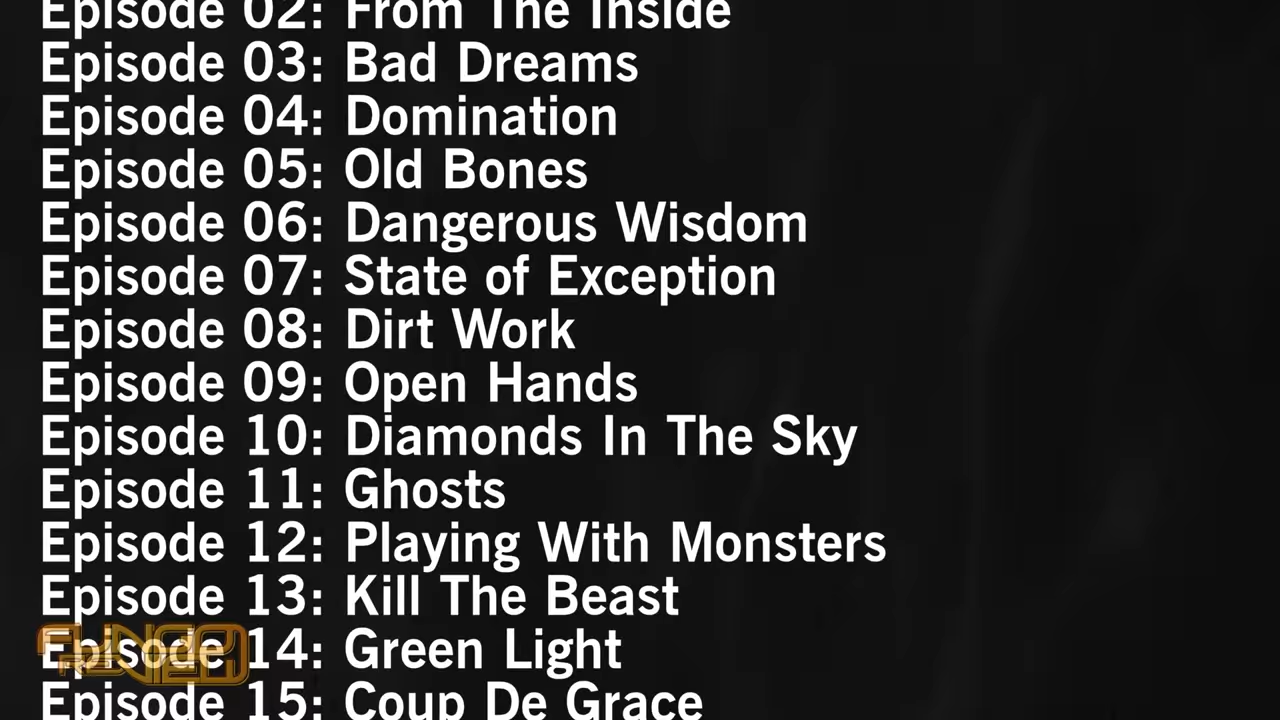 Episode 02: From The Inside
Episode 03: Bad Dreams
Episode 04: Domination
Episode 05: Old Bones
Episode 06: Dangerous Wisdom
Episode 07: State of Exception
Episode 08: Dirt Work
Episode 09: Open Hands
Episode 10: Diamonds In The Sky
Episode 11: Ghosts
Episode 12: Playing With Monsters
Episode 13: Kill The Beast
Episode 14: Green Light
Episode 15: Coup De Grace